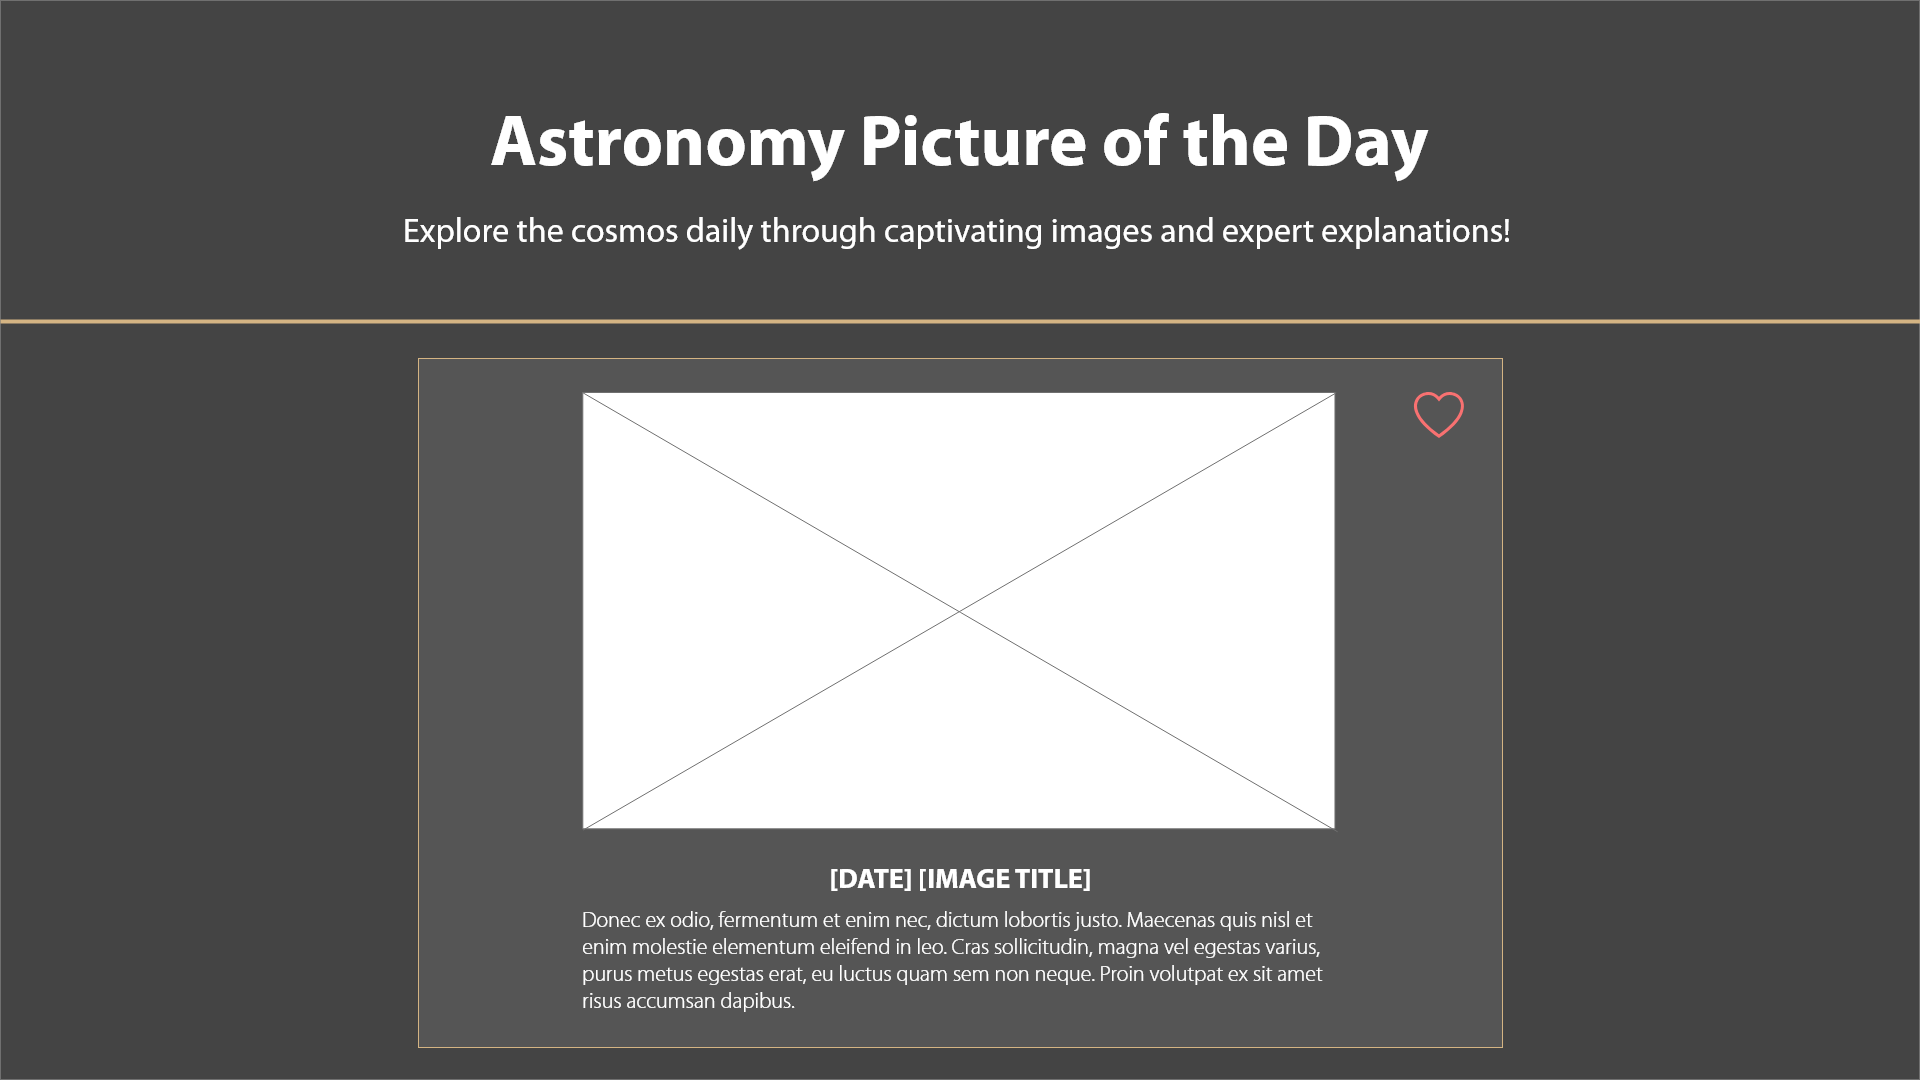 Astronomy Picture of the Day
Explore the cosmos daily through captivating images and expert explanations!
[DATE] [IMAGE TITLE]
Donec ex odio, fermentum et enim nec, dictum lobortis justo. Maecenas quis nisl et
enim molestie elementum eleifend in leo. Cras sollicitudin, magna vel egestas varius,
purus metus egestas erat, eu luctus quam sem non neque. Proin volutpat ex sit amet
risus accumsan dapibus.